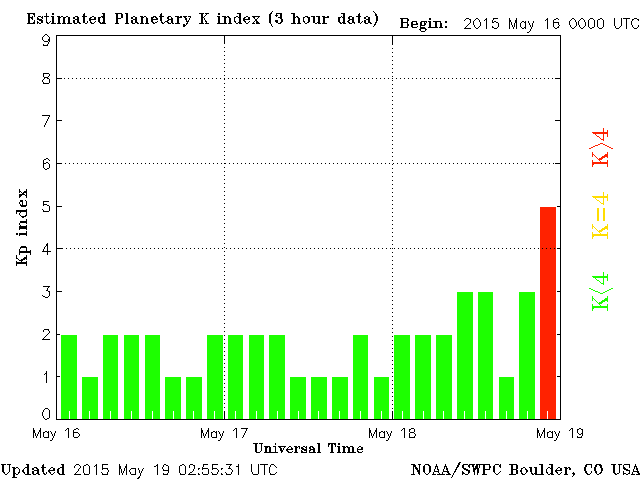 Estimated Planetary K index (3 hour data) Begin: 2015 May 16 0000 UTC
9
8
7
6
5
4
3
2
1
0
Kp index
K>4
K=4
K<4
May 16 May 17 May 18 May 19
Universal Time
Updated 2015 May 19 02:55:31 UTC NOAA/SWPC Boulder, CO USA